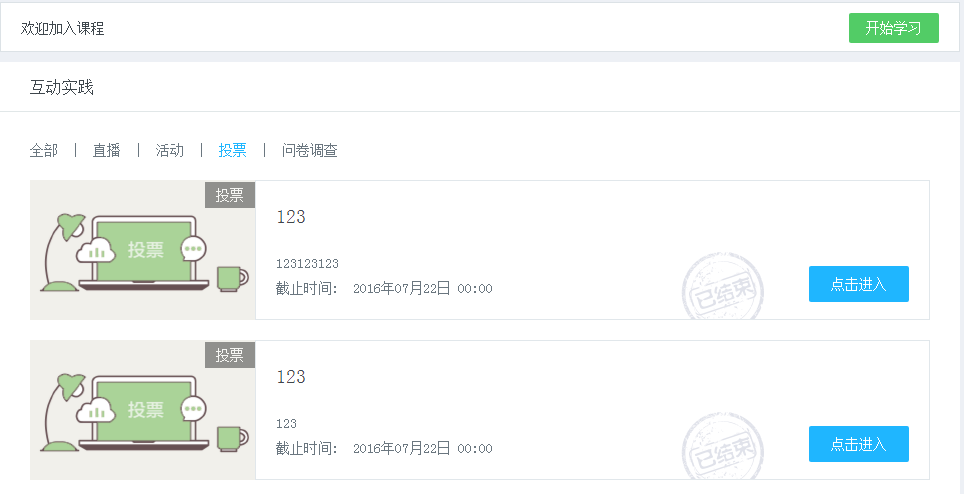 欢迎加入课程
开始学习
互动实践
全部 | 直播 | 活动 | 投票 | 问卷调查
投票
投票
123
123123123
截止时间: 2016年07月22日 00:00
已结束
点击进入
投票
投票
123
123
截止时间: 2016年07月22日 00:00
已结束
点击进入